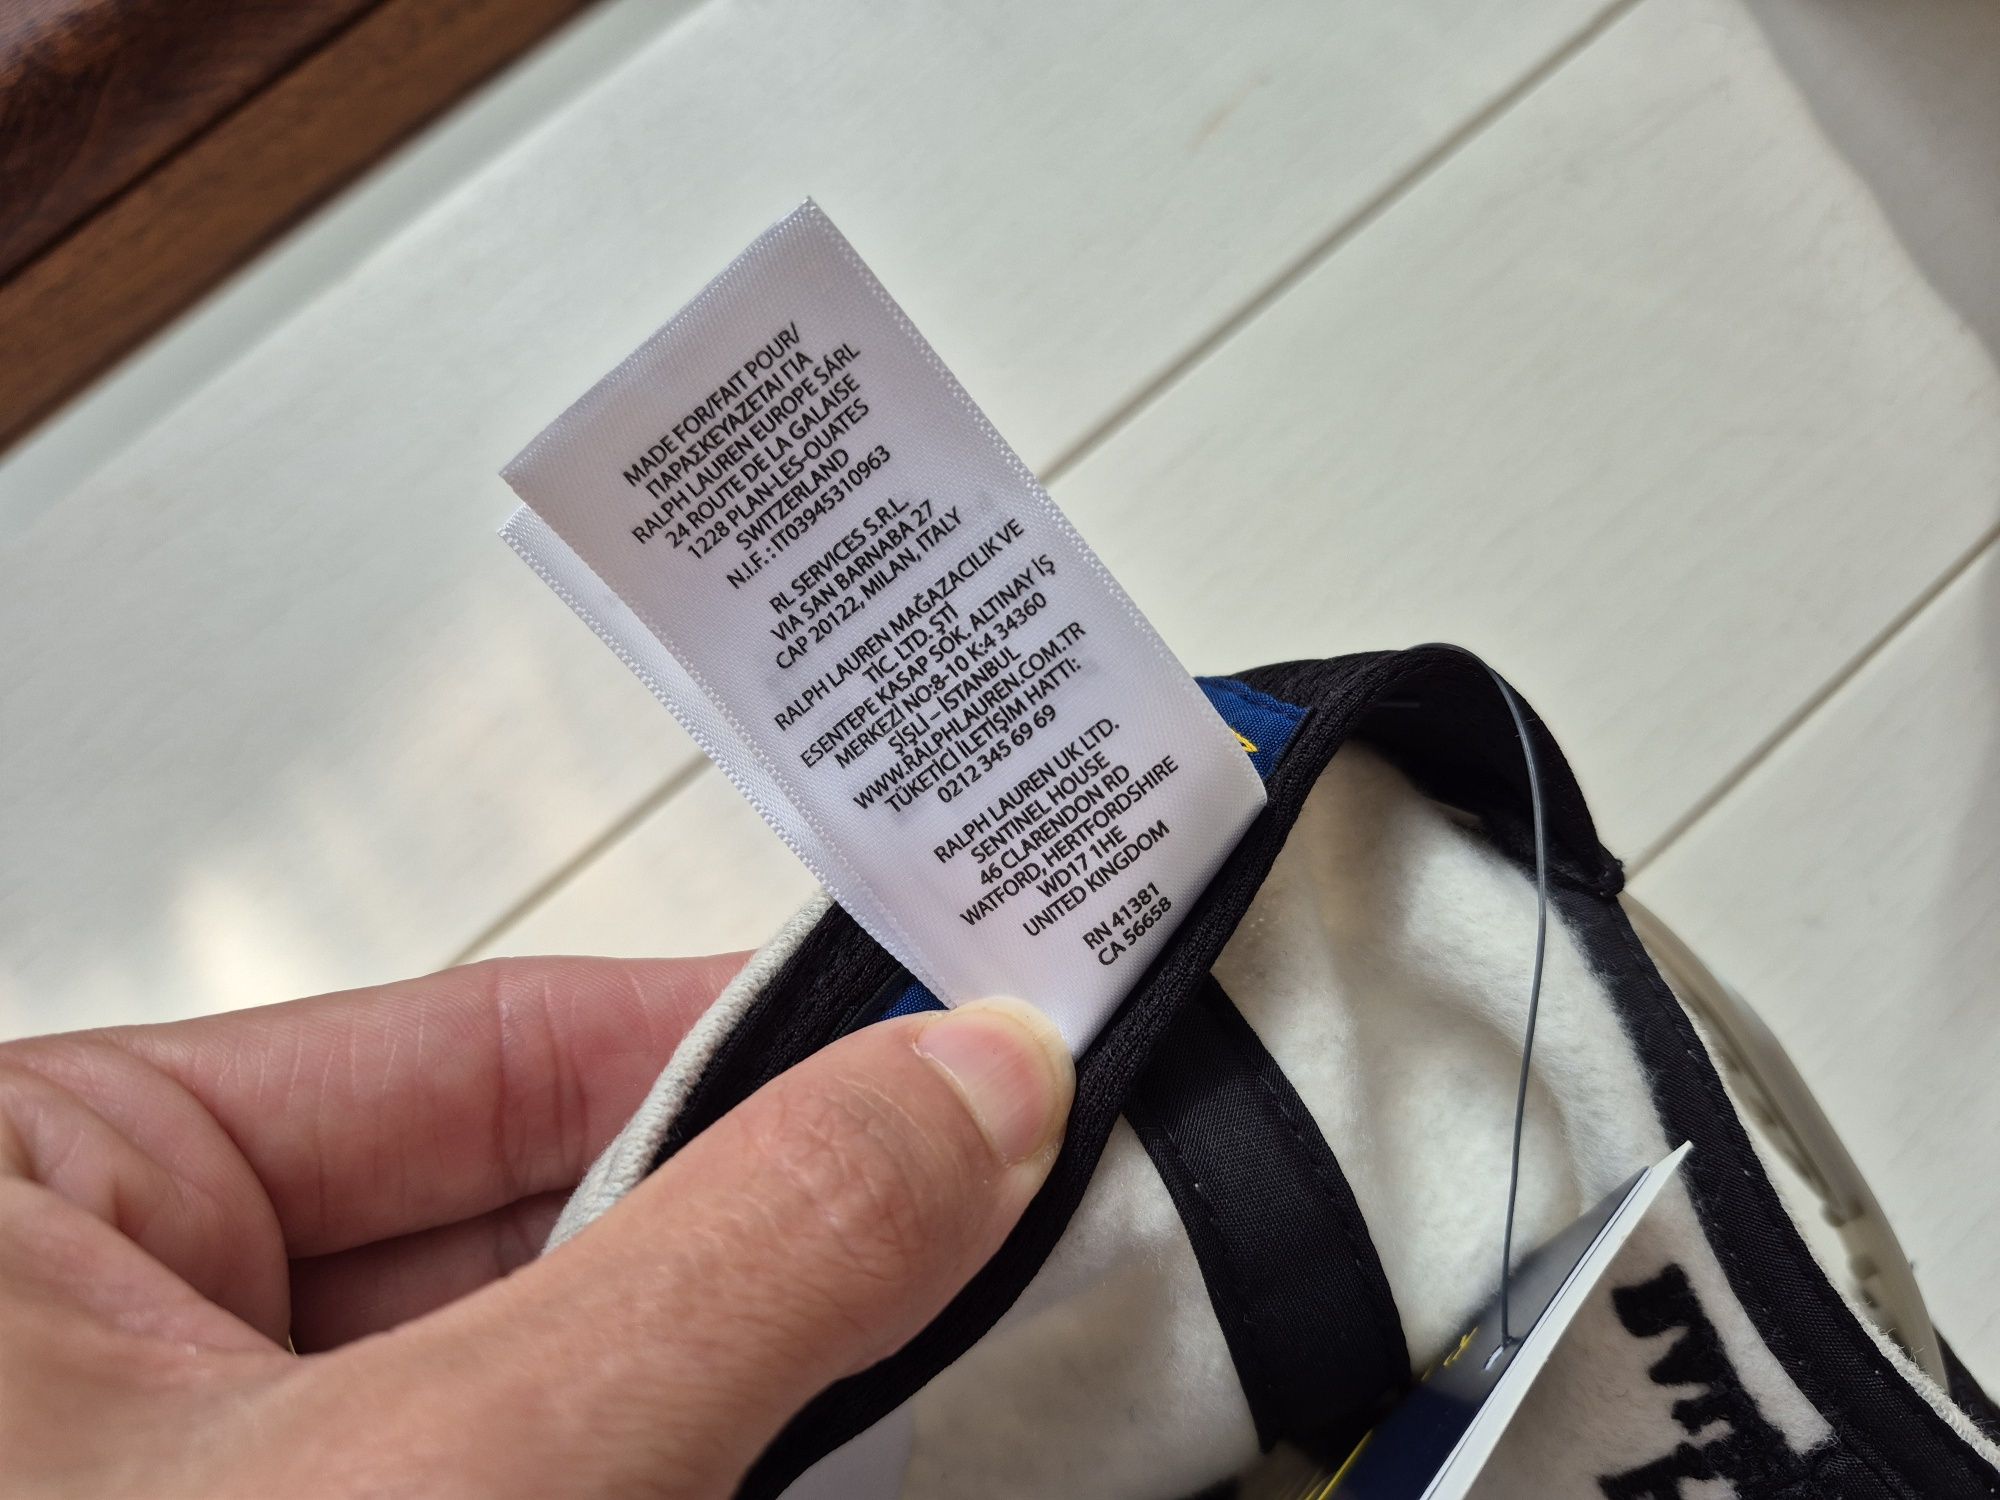 MADE FOR/FAIT POUR/
ΠΑΡΑΣΚΕΥΑΖΕΤΑΙ ΓΙΑ
RALPH LAUREN EUROPE SÁRL
24 ROUTE DE LA GALAISE
1228 PLAN-LES-OUATES
SWITZERLAND
N.I.F. : IT03945310963
RL SERVICES S.R.L.
VIA SAN BARNABA 27
CAP 20122, MILAN, ITALY
RALPH LAUREN MAĞAZACILIK VE
TİC. LTD. ŞTİ
ESENTEPE KASAP SOK. ALTINAY İŞ
MERKEZİ NO:8-10 K:4 34360
ŞİŞLİ – İSTANBUL
WWW.RALPHLAUREN.COM.TR
TÜKETİCİ İLETİŞİM HATTI:
0212 345 69 69
RALPH LAUREN UK LTD.
SENTINEL HOUSE
46 CLARENDON RD
WATFORD, HERTFORDSHIRE
WD17 1HE
UNITED KINGDOM
RN 41381
CA 56658